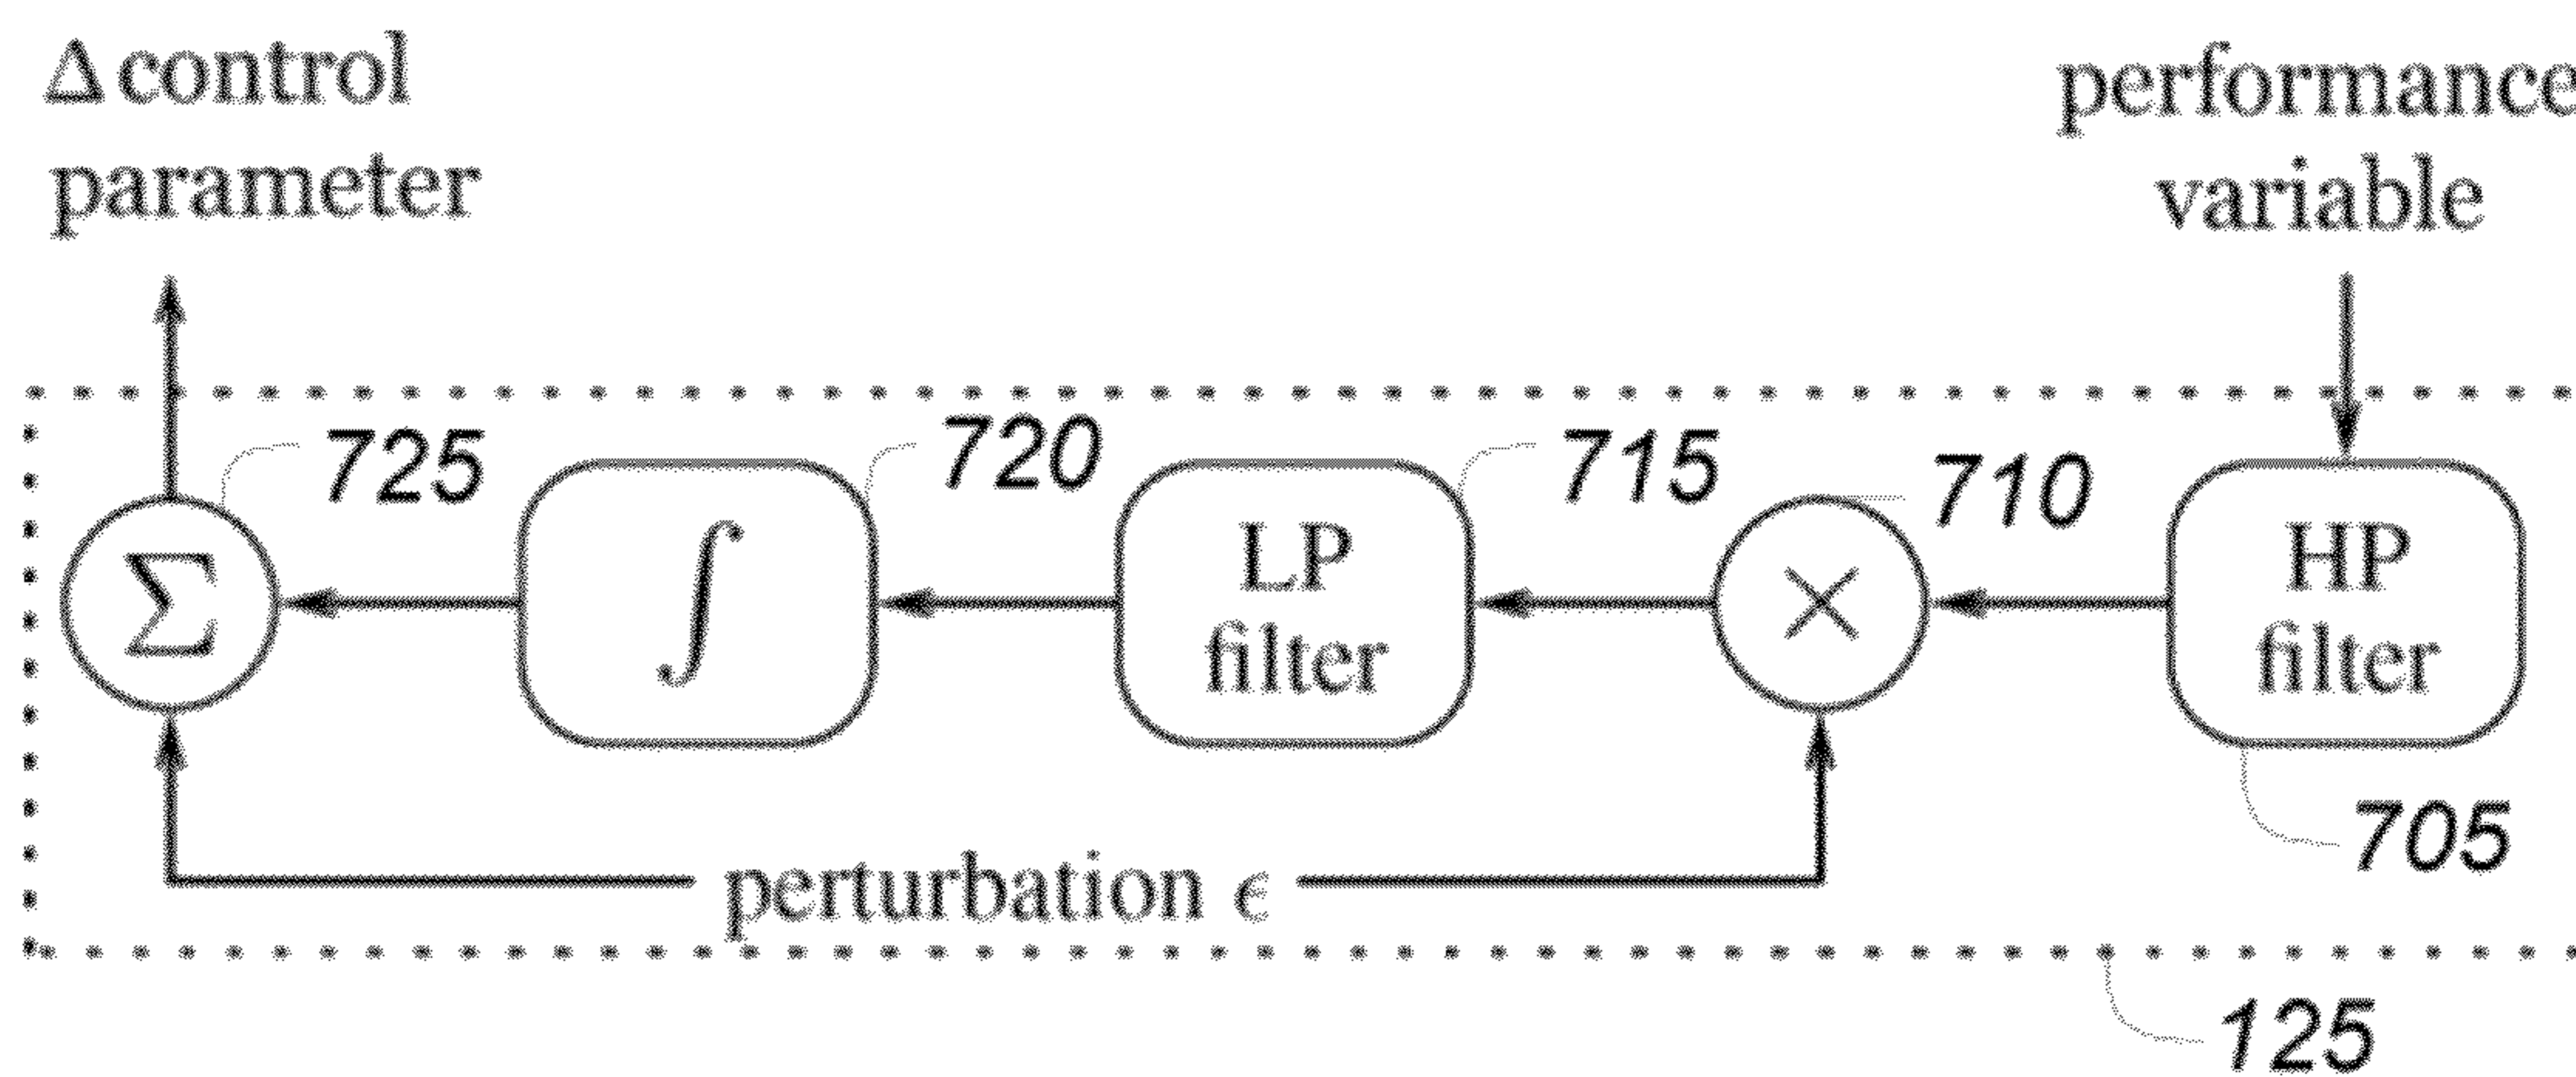 Δ control
parameter
performance
variable
725
720
715
710
Σ
∫
LP
filter
×
HP
filter
705
perturbation ϵ
125